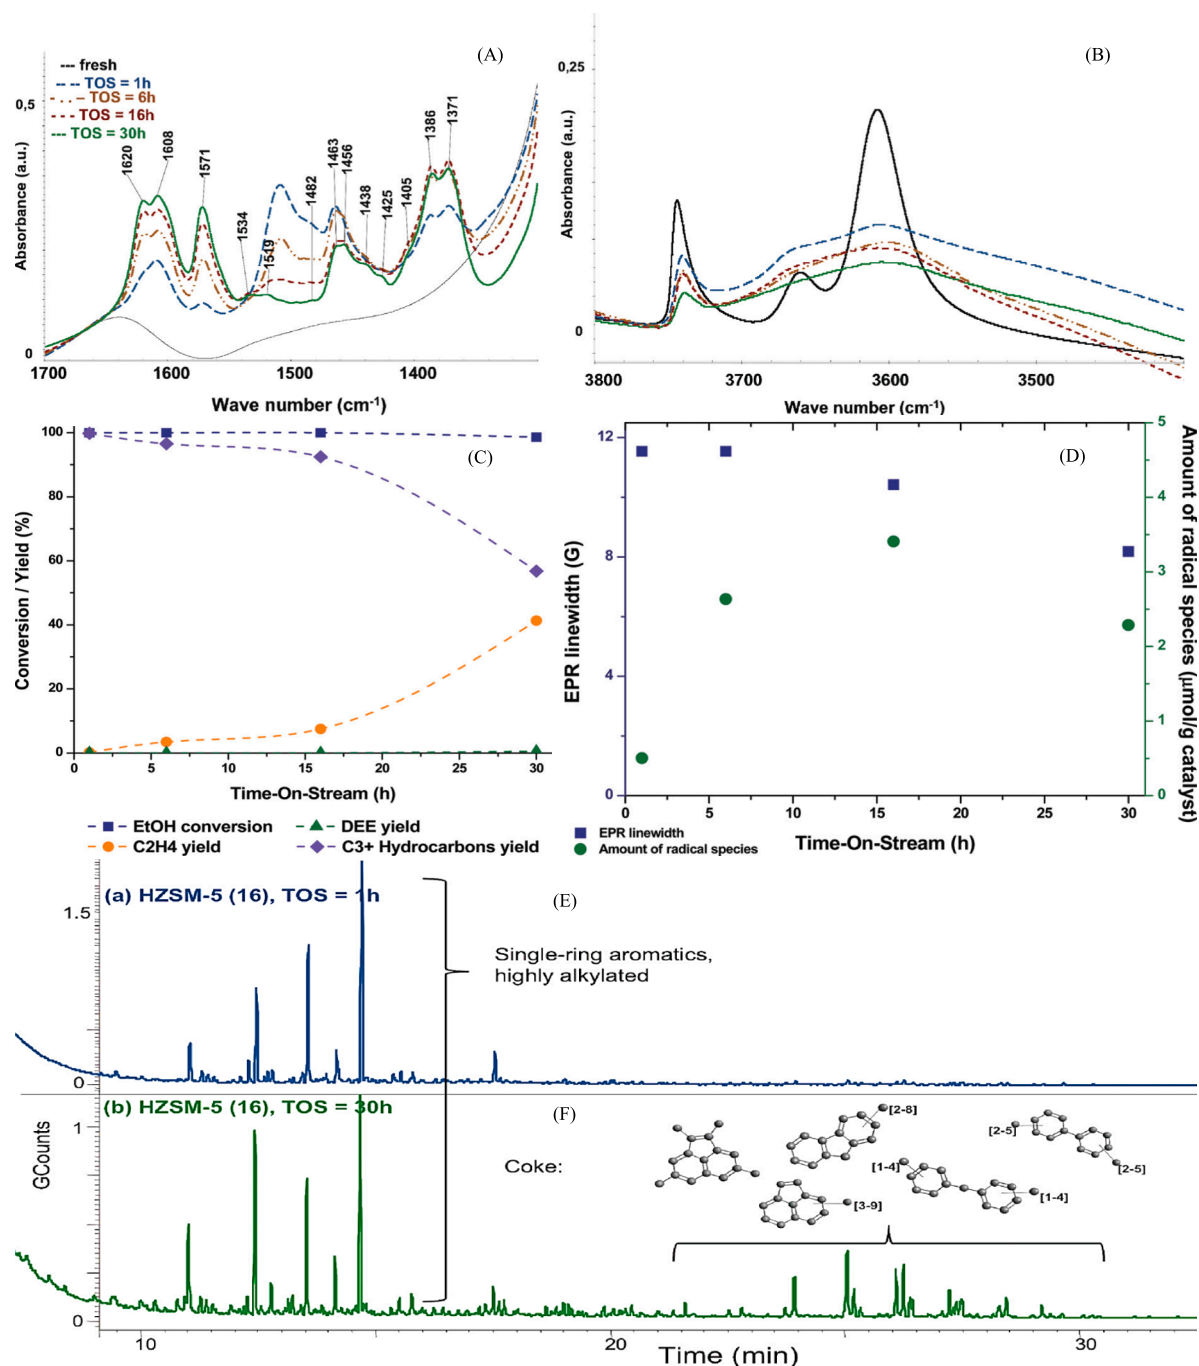 (A)
fresh
TOS = 1h
TOS = 6h
TOS = 16h
TOS = 30h
0,5
0
Absorbance (a.u.)
1620
1608
1571
1534
1519
1482
1463
1456
1438
1425
1405
1386
1371
1700
1600
1500
1400
Wave number (cm⁻¹)
(B)
0,25
0
Absorbance (a.u.)
3800
3700
3600
3500
Wave number (cm⁻¹)
(C)
100
80
60
40
20
0
Conversion / Yield (%)
0
5
10
15
20
25
30
Time-On-Stream (h)
EtOH conversion
DEE yield
C2H4 yield
C3+ Hydrocarbons yield
(D)
12
8
4
0
EPR linewidth (G)
5
4
3
2
1
0
Amount of radical species (μmol/g catalyst)
0
5
10
15
20
25
30
Time-On-Stream (h)
EPR linewidth
Amount of radical species
(a) HZSM-5 (16), TOS = 1h
(E)
1.5
0
Single-ring aromatics,
highly alkylated
(b) HZSM-5 (16), TOS = 30h
(F)
1
0
GCounts
Coke:
[2-8]
[3-9]
[1-4]
[1-4]
[2-5]
[2-5]
10
20
30
Time (min)